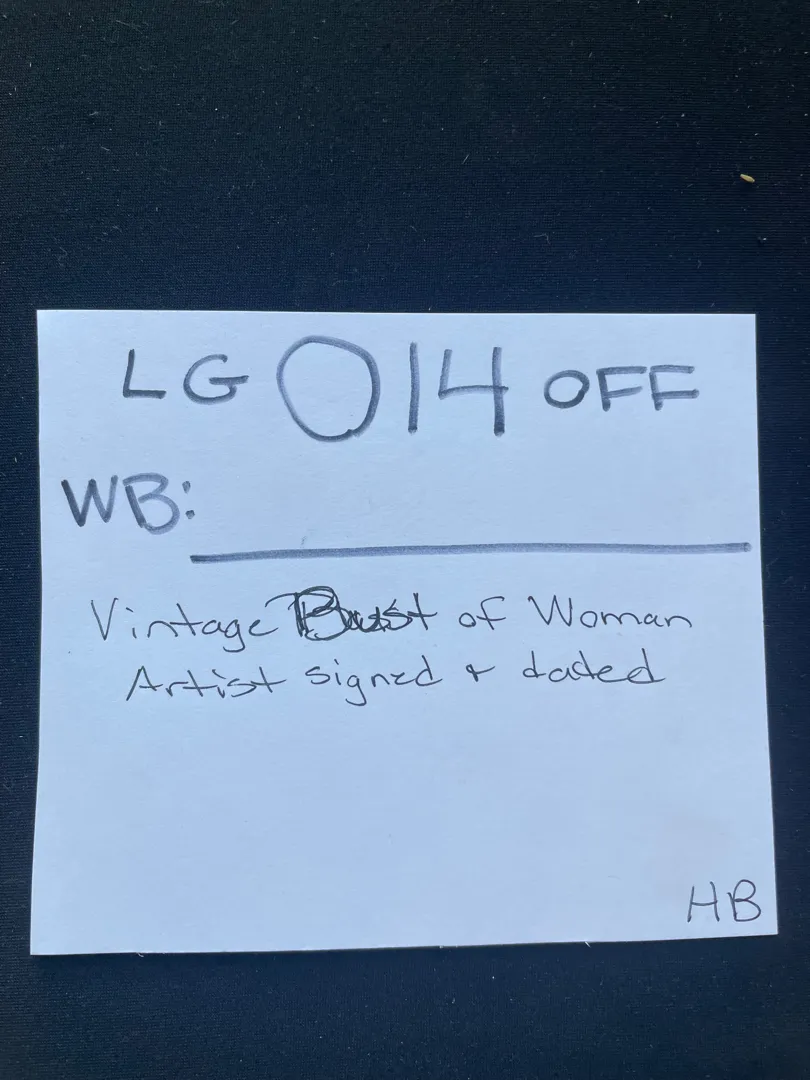 LG 014 OFF
WB:
Vintage Bust of Woman
Artist signed & dated
HB